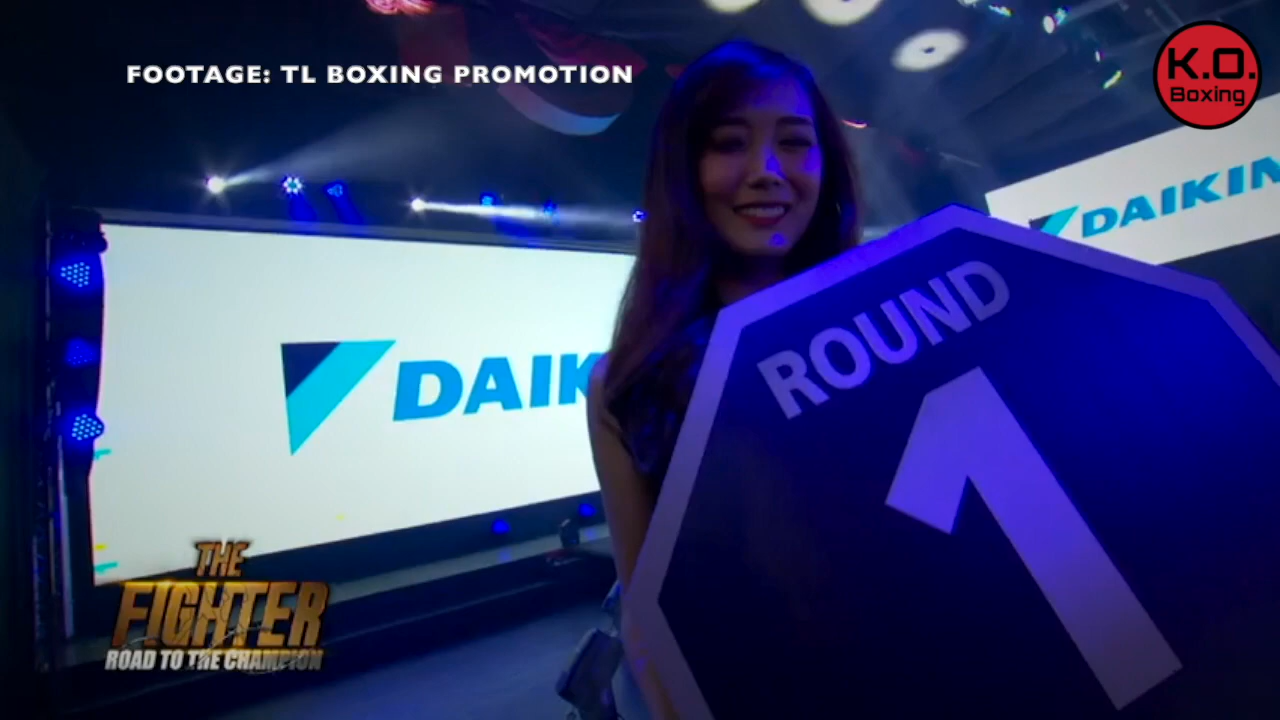 FOOTAGE: TL BOXING PROMOTION
K.O.
Boxing
DAIKIN
DAIK
ROUND
1
THE
FIGHTER
ROAD TO THE CHAMPION